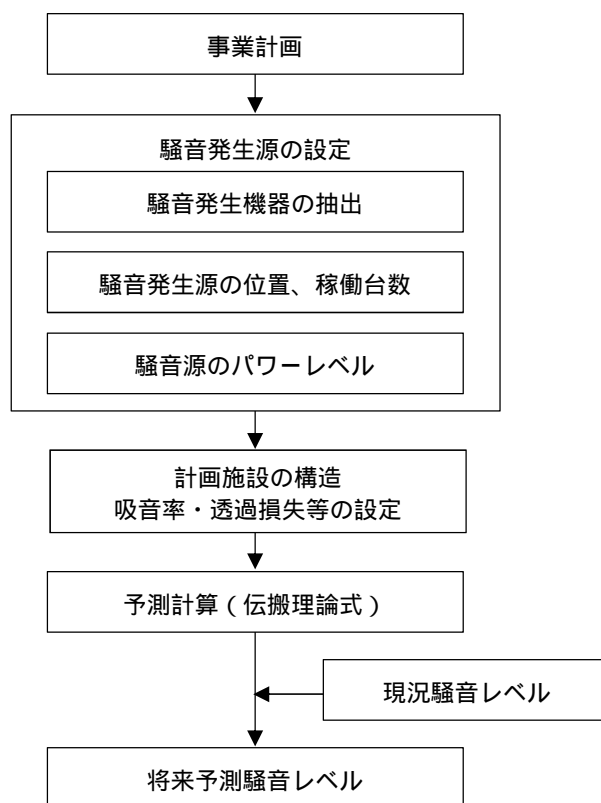 事業計画
騒音発生源の設定
騒音発生機器の抽出
騒音発生源の位置、稼働台数
騒音源のパワーレベル
計画施設の構造
吸音率・透過損失等の設定
予測計算（伝搬理論式）
現況騒音レベル
将来予測騒音レベル